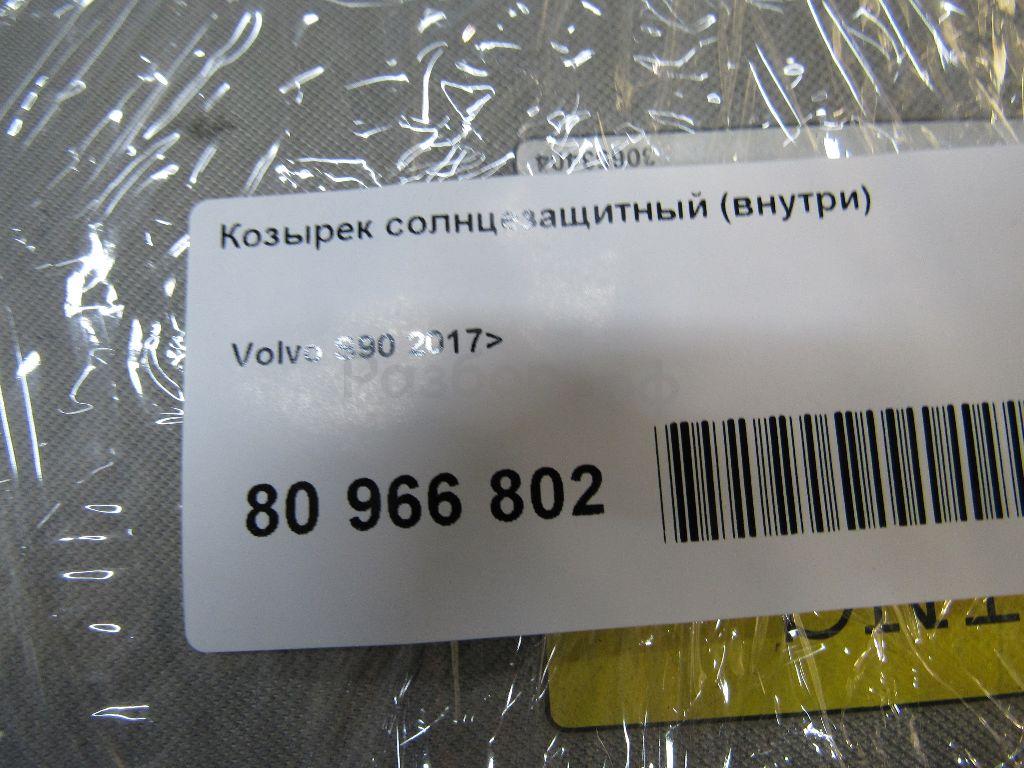 Козырек солнцезащитный (внутри)
Volvo S90 2017>
80 966 802